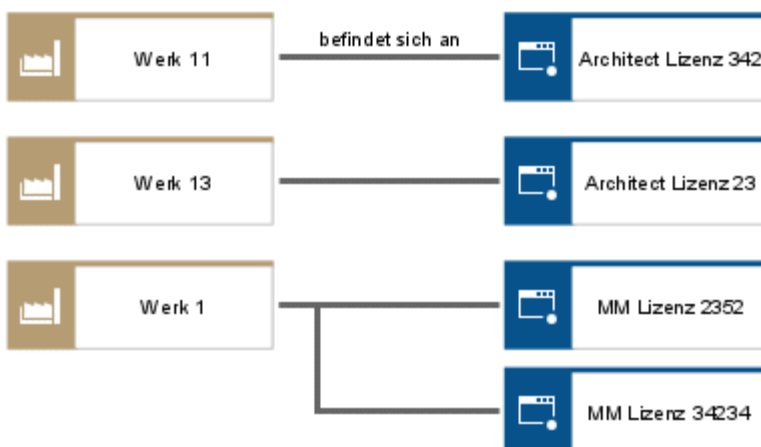 Werk 11
befindet sich an
Architect Lizenz 342
Werk 13
Architect Lizenz 23
Werk 1
MM Lizenz 2352
MM Lizenz 34234